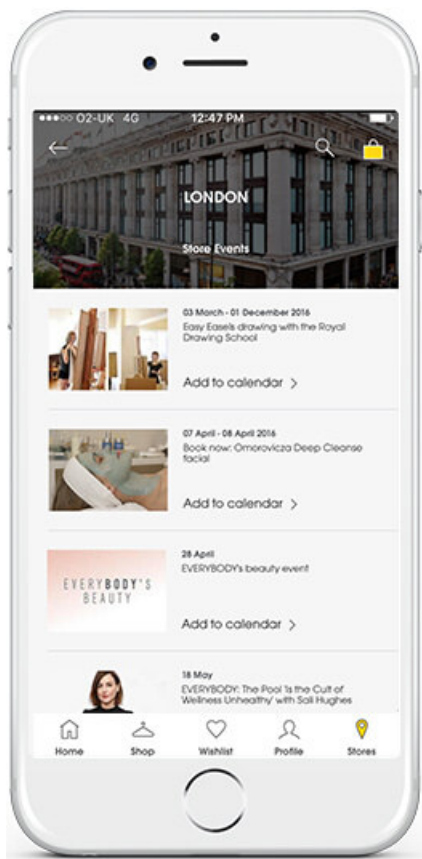 O2-UK 4G 12:47 PM
LONDON
Store Events
03 March - 01 December 2016
Easy Easels drawing with the Royal
Drawing School
Add to calendar >
07 April - 08 April 2016
Book now: Omorovicza Deep Cleanse
facial
Add to calendar >
EVERYBODY'S
BEAUTY
28 April
EVERYBODY's beauty event
Add to calendar >
18 May
EVERYBODY: The Pool 'Is the Cult of
Wellness Unhealthy' with Sali Hughes
Home Shop Wishlist Profile Stores